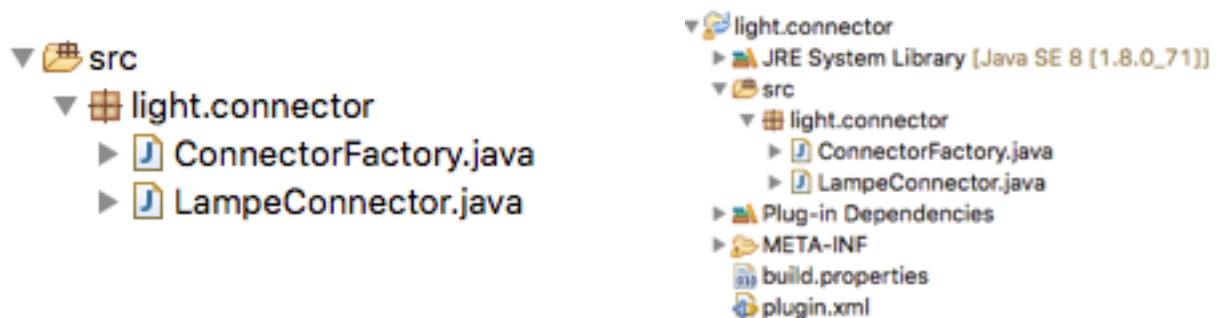 src
light.connector
ConnectorFactory.java
LampeConnector.java
light.connector
JRE System Library [Java SE 8 [1.8.0_71]]
src
light.connector
ConnectorFactory.java
LampeConnector.java
Plug-in Dependencies
META-INF
build.properties
plugin.xml